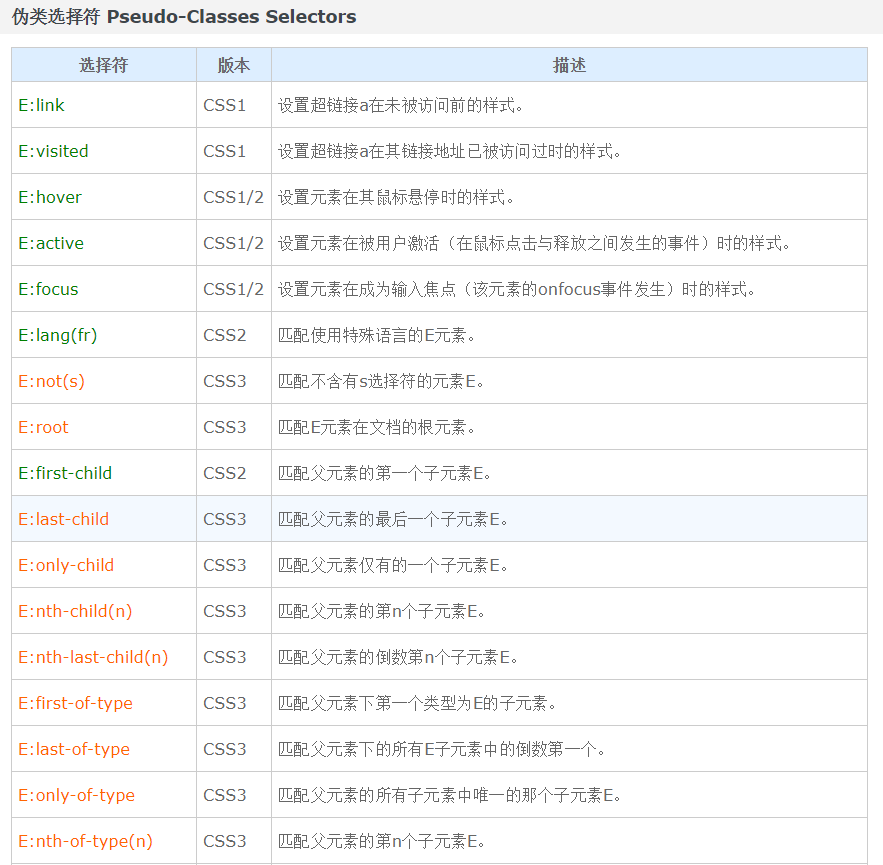 伪类选择符 Pseudo-Classes Selectors
选择符 版本 描述
E:link CSS1 设置超链接a在未被访问前的样式。
E:visited CSS1 设置超链接a在其链接地址已被访问过时的样式。
E:hover CSS1/2 设置元素在其鼠标悬停时的样式。
E:active CSS1/2 设置元素在被用户激活（在鼠标点击与释放之间发生的事件）时的样式。
E:focus CSS1/2 设置元素在成为输入焦点（该元素的onfocus事件发生）时的样式。
E:lang(fr) CSS2 匹配使用特殊语言的E元素。
E:not(s) CSS3 匹配不含有s选择符的元素E。
E:root CSS3 匹配E元素在文档的根元素。
E:first-child CSS2 匹配父元素的第一个子元素E。
E:last-child CSS3 匹配父元素的最后一个子元素E。
E:only-child CSS3 匹配父元素仅有的一个子元素E。
E:nth-child(n) CSS3 匹配父元素的第n个子元素E。
E:nth-last-child(n) CSS3 匹配父元素的倒数第n个子元素E。
E:first-of-type CSS3 匹配父元素下第一个类型为E的子元素。
E:last-of-type CSS3 匹配父元素下的所有E子元素中的倒数第一个。
E:only-of-type CSS3 匹配父元素的所有子元素中唯一的那个子元素E。
E:nth-of-type(n) CSS3 匹配父元素的第n个子元素E。